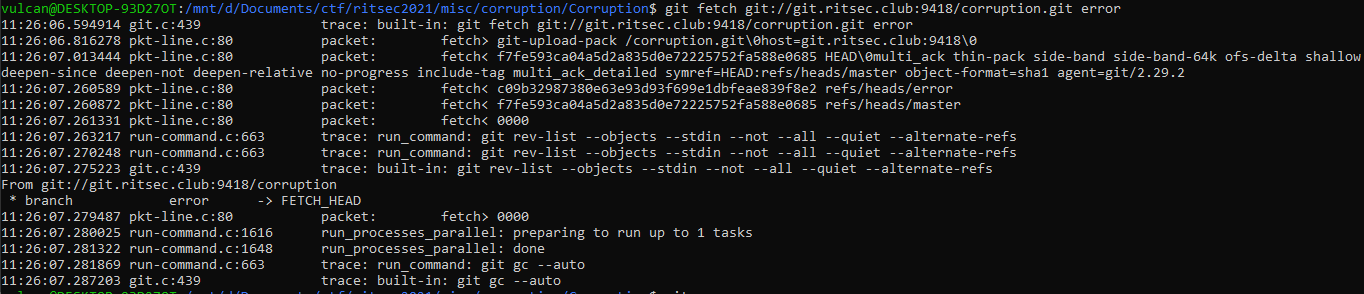 vulcan@DESKTOP-93D27OT:/mnt/d/Documents/ctf/ritsec2021/misc/corruption/Corruption$ git fetch git://git.ritsec.club:9418/corruption.git error
11:26:06.594914 git.c:439               trace: built-in: git fetch git://git.ritsec.club:9418/corruption.git error
11:26:06.816278 pkt-line.c:80           packet:        fetch> git-upload-pack /corruption.git\0host=git.ritsec.club:9418\0
11:26:07.013444 pkt-line.c:80           packet:        fetch< f7fe593ca04a5d2a835d0e72225752fa588e0685 HEAD\0multi_ack thin-pack side-band side-band-64k ofs-delta shallow
deepen-since deepen-not deepen-relative no-progress include-tag multi_ack_detailed symref=HEAD:refs/heads/master object-format=sha1 agent=git/2.29.2
11:26:07.260589 pkt-line.c:80           packet:        fetch< c09b32987380e63e93d93f699e1dbfeae839f8e2 refs/heads/error
11:26:07.260872 pkt-line.c:80           packet:        fetch< f7fe593ca04a5d2a835d0e72225752fa588e0685 refs/heads/master
11:26:07.261331 pkt-line.c:80           packet:        fetch< 0000
11:26:07.263217 run-command.c:663       trace: run_command: git rev-list --objects --stdin --not --all --quiet --alternate-refs
11:26:07.270248 run-command.c:663       trace: run_command: git rev-list --objects --stdin --not --all --quiet --alternate-refs
11:26:07.275223 git.c:439               trace: built-in: git rev-list --objects --stdin --not --all --quiet --alternate-refs
From git://git.ritsec.club:9418/corruption
 * branch            error      -> FETCH_HEAD
11:26:07.279487 pkt-line.c:80           packet:        fetch> 0000
11:26:07.280025 run-command.c:1616      run_processes_parallel: preparing to run up to 1 tasks
11:26:07.281322 run-command.c:1648      run_processes_parallel: done
11:26:07.281869 run-command.c:663       trace: run_command: git gc --auto
11:26:07.287203 git.c:439               trace: built-in: git gc --auto